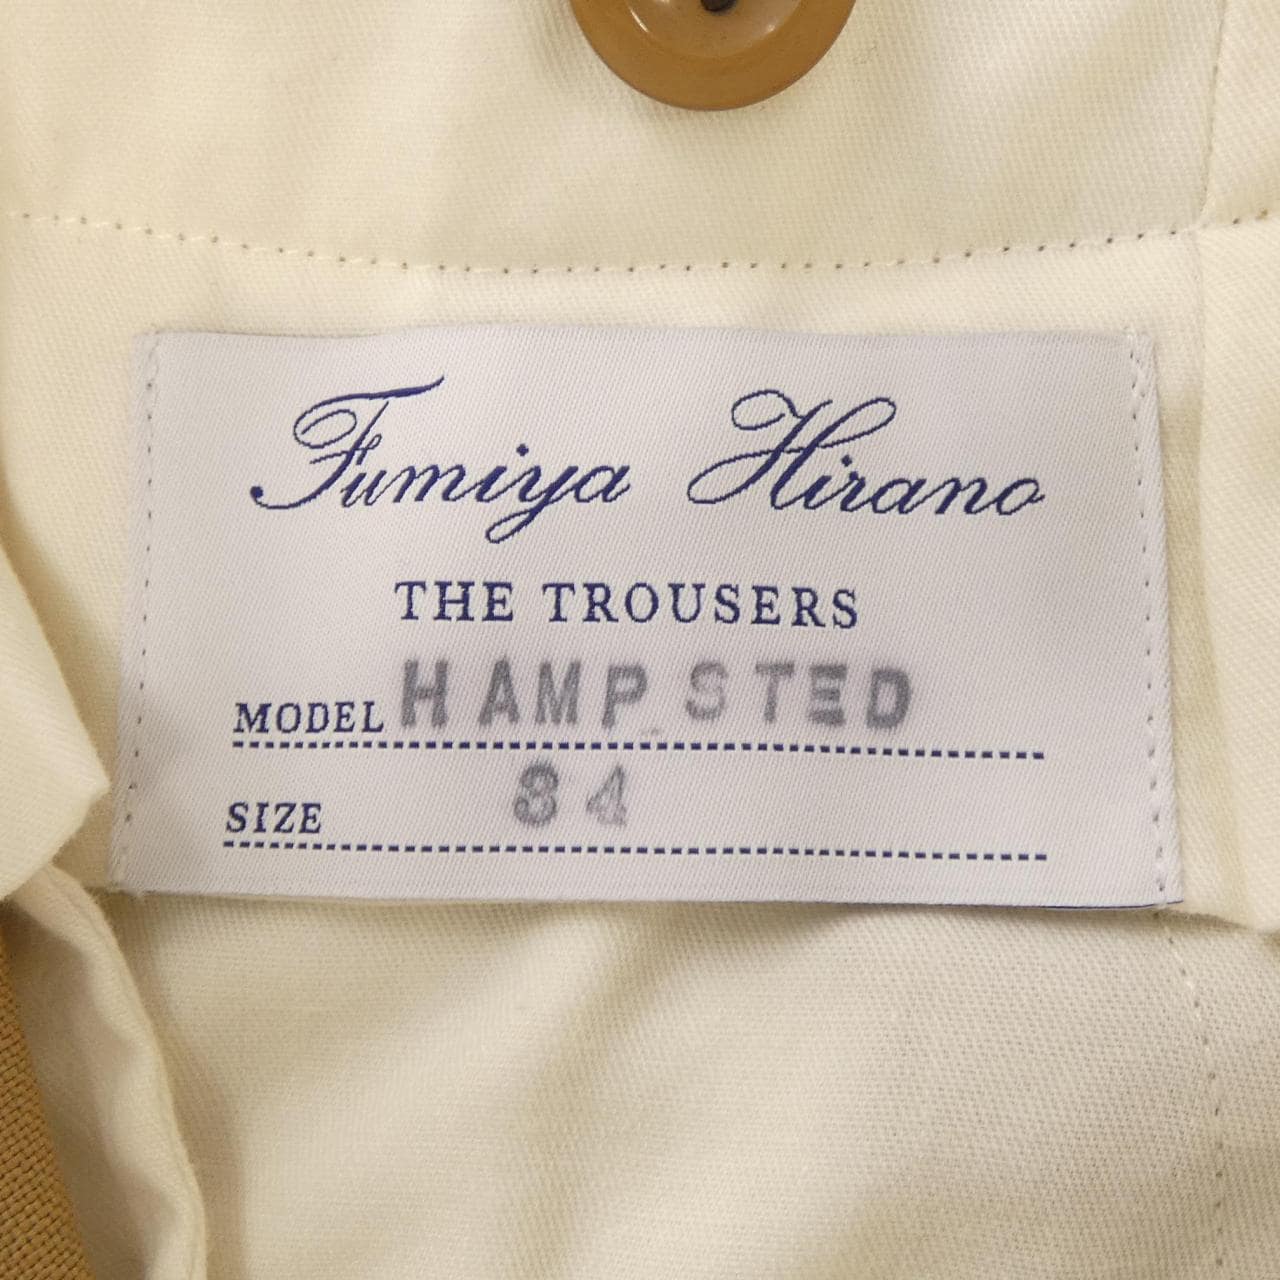 Fumiya Hirano
THE TROUSERS
MODEL HAMPSTED
SIZE 84